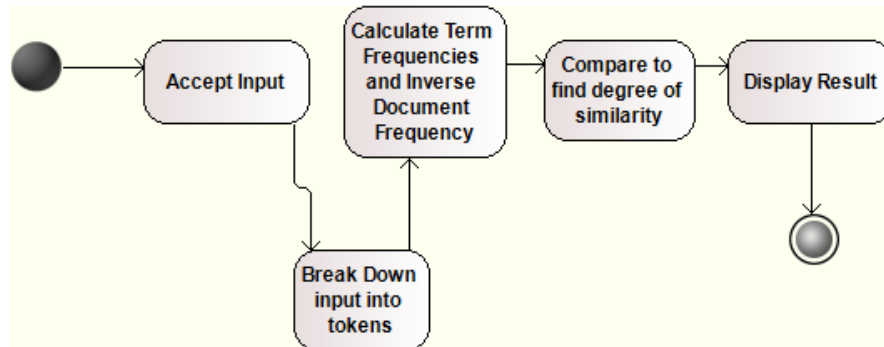 Accept Input
Break Down
input into
tokens
Calculate Term
Frequencies
and Inverse
Document
Frequency
Compare to
find degree of
similarity
Display Result